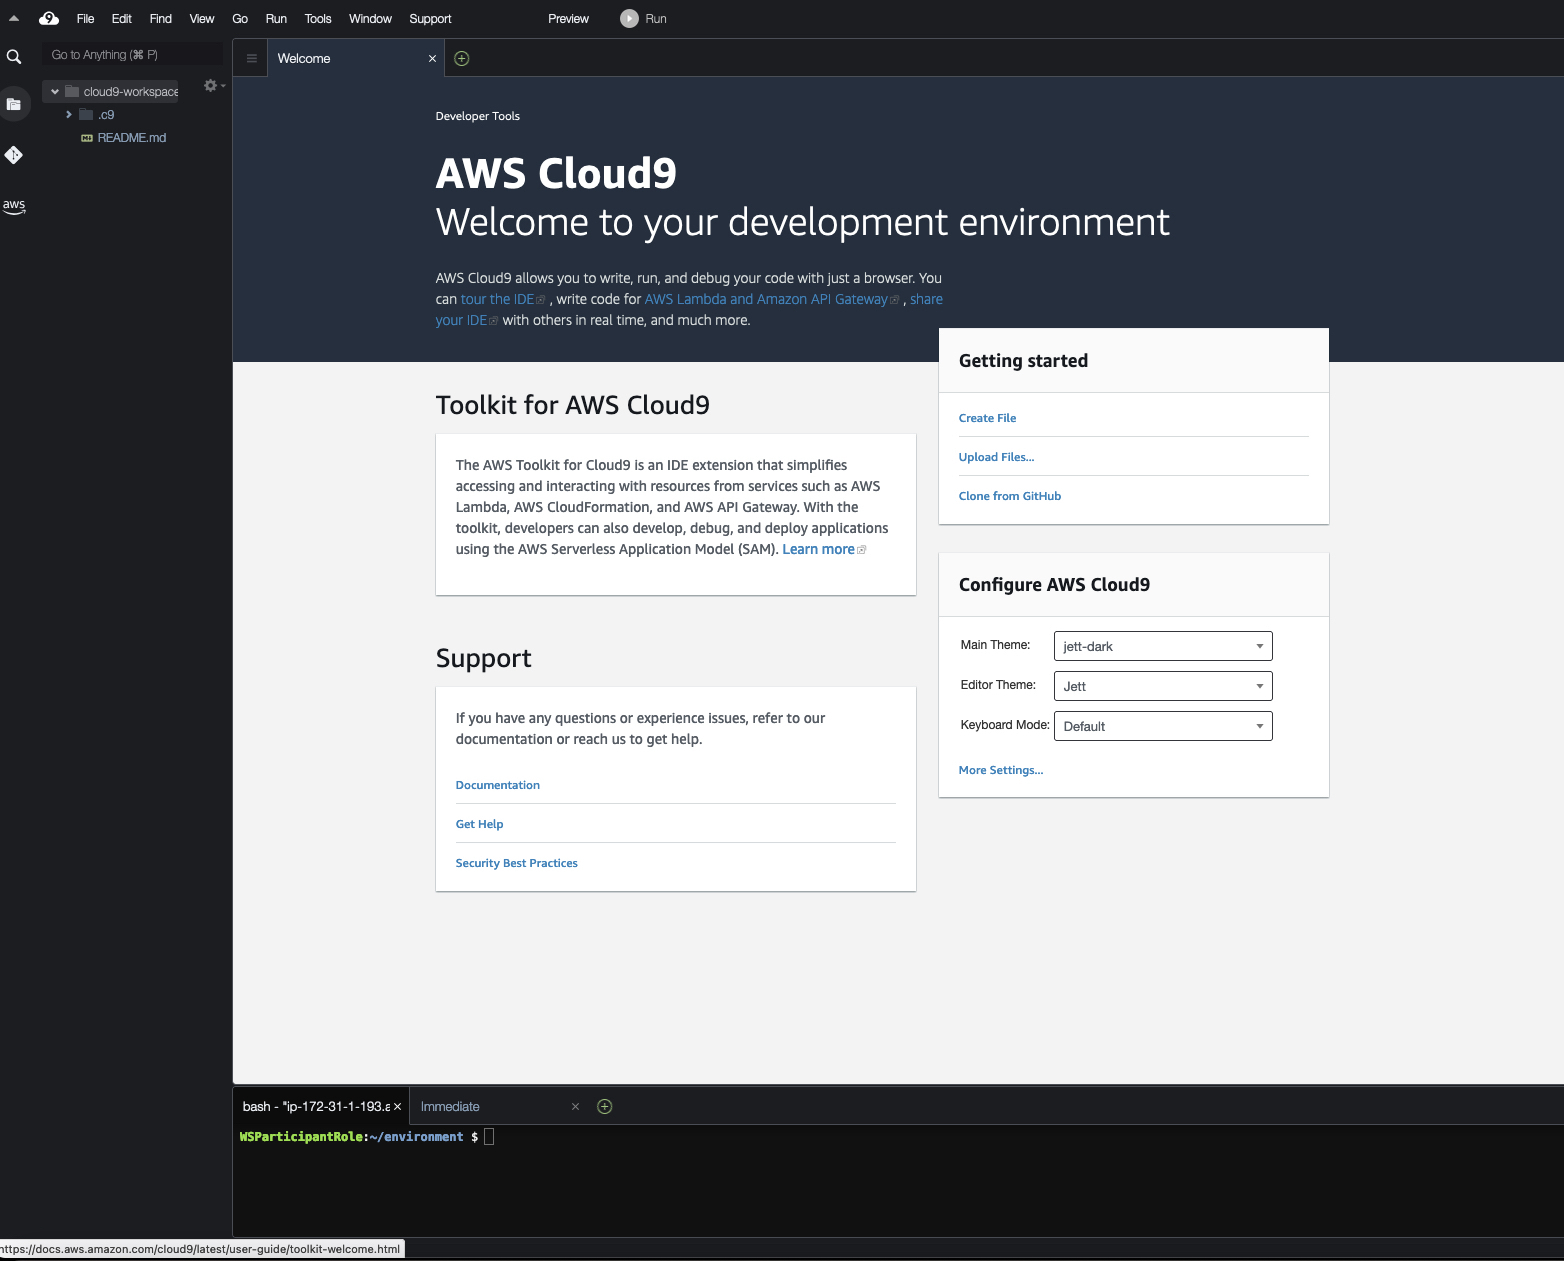 File Edit Find View Go Run Tools Window Support Preview Run
Go to Anything (⌘ P)
Welcome
cloud9-workspace
.c9
README.md
aws
Developer Tools
AWS Cloud9
Welcome to your development environment
AWS Cloud9 allows you to write, run, and debug your code with just a browser. You
can tour the IDE , write code for AWS Lambda and Amazon API Gateway , share
your IDE with others in real time, and much more.
Toolkit for AWS Cloud9
The AWS Toolkit for Cloud9 is an IDE extension that simplifies
accessing and interacting with resources from services such as AWS
Lambda, AWS CloudFormation, and AWS API Gateway. With the
toolkit, developers can also develop, debug, and deploy applications
using the AWS Serverless Application Model (SAM). Learn more
Support
If you have any questions or experience issues, refer to our
documentation or reach us to get help.
Documentation
Get Help
Security Best Practices
Getting started
Create File
Upload Files...
Clone from GitHub
Configure AWS Cloud9
Main Theme: jett-dark
Editor Theme: Jett
Keyboard Mode: Default
More Settings...
bash - "ip-172-31-1-193.a
Immediate
WSParticipantRole:~/environment $
https://docs.aws.amazon.com/cloud9/latest/user-guide/toolkit-welcome.html